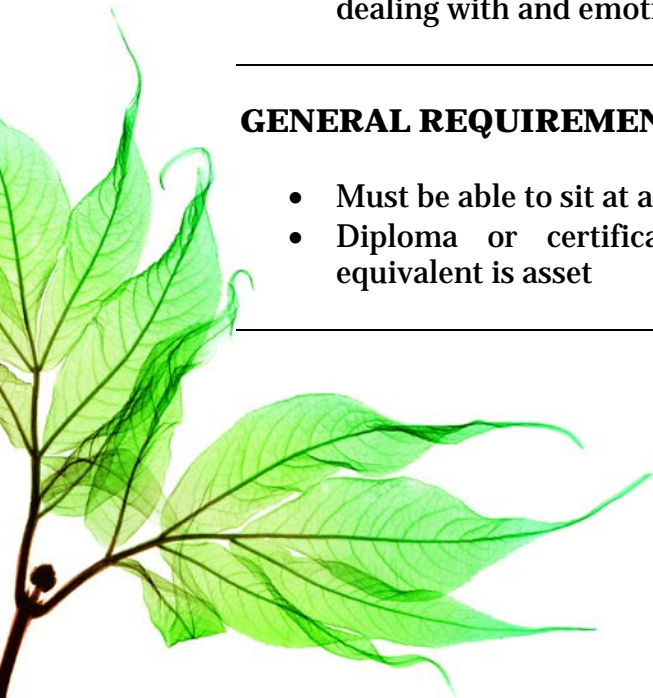 dealing with and emoti
GENERAL REQUIREMEN
• Must be able to sit at a
• Diploma or certifica
equivalent is asset